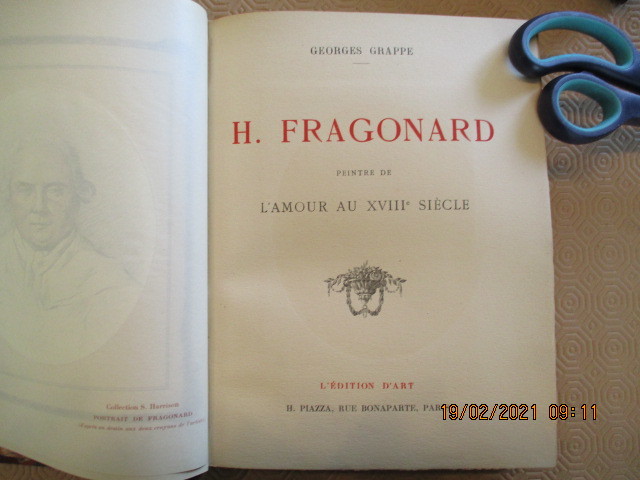 Collection S. Harrison
PORTRAIT DE FRAGONARD
GEORGES GRAPPE
H. FRAGONARD
PEINTRE DE
L'AMOUR AU XVIIIe SIÈCLE
L'ÉDITION D'ART
H. PIAZZA, RUE BONAPARTE, PAR
19/02/2021 09:11